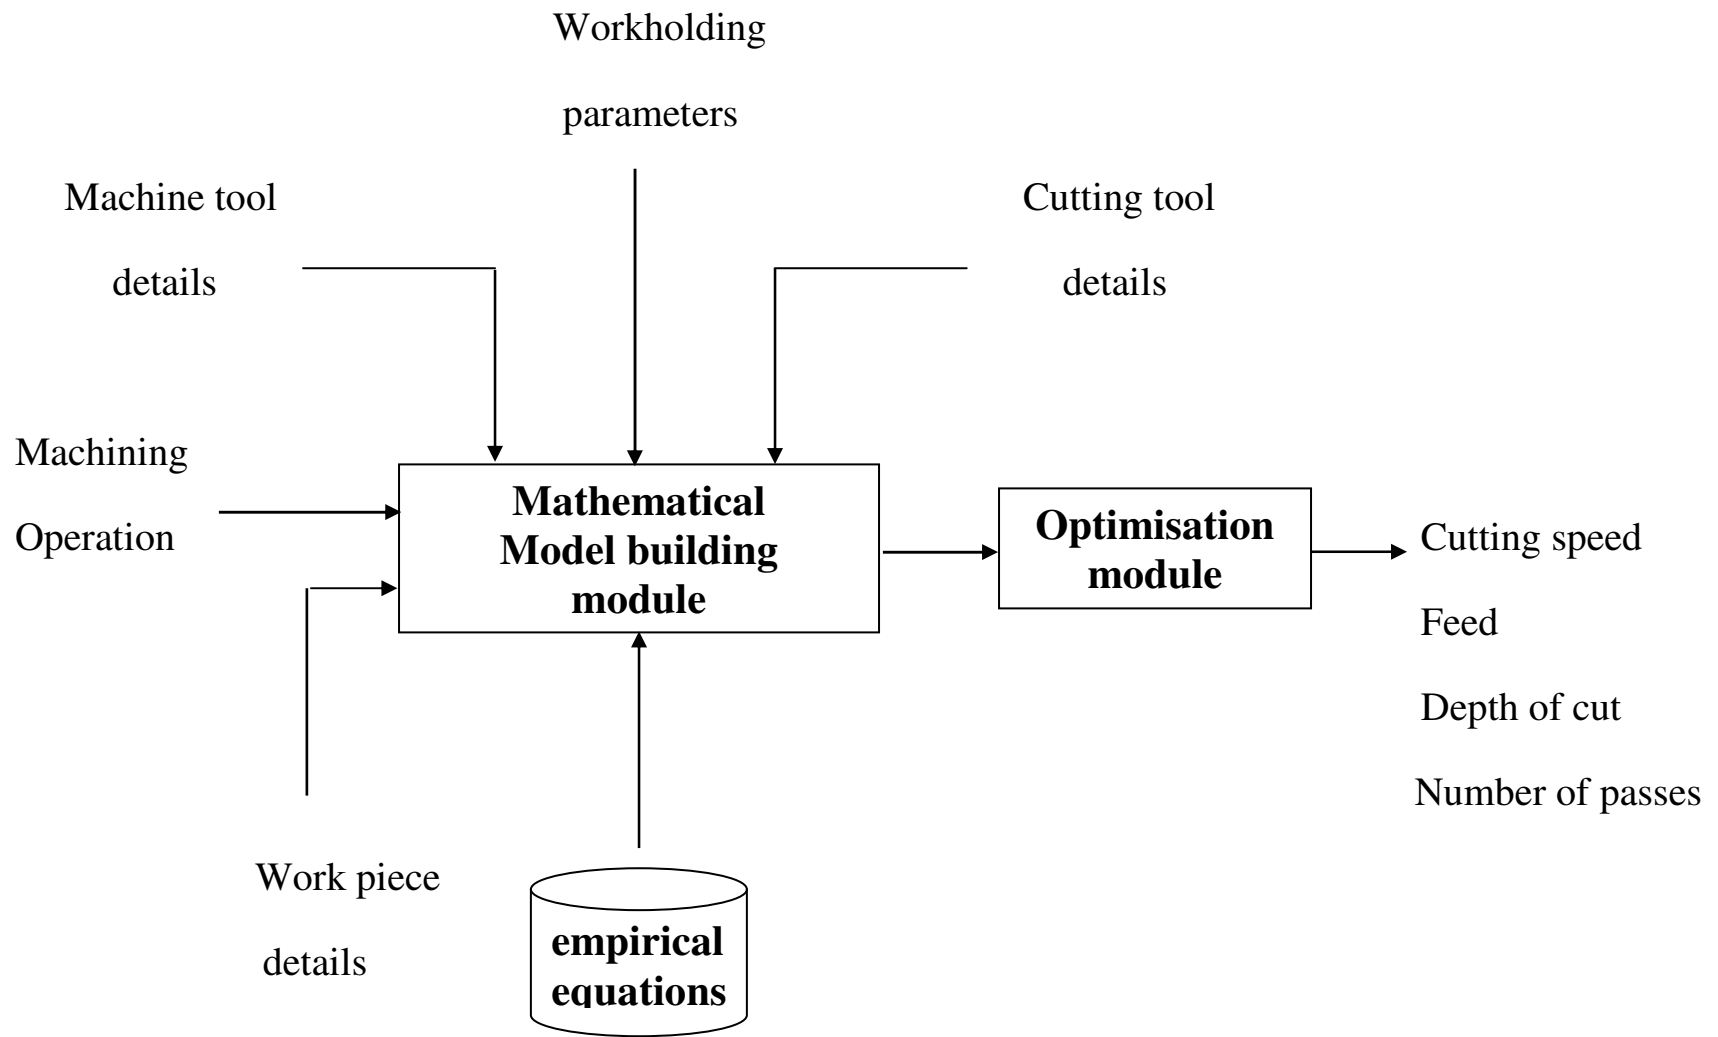 Workholding
parameters
Machine tool
details
Cutting tool
details
Machining
Operation
Mathematical
Model building
module
Optimisation
module
Cutting speed
Feed
Depth of cut
Number of passes
Work piece
details
empirical
equations